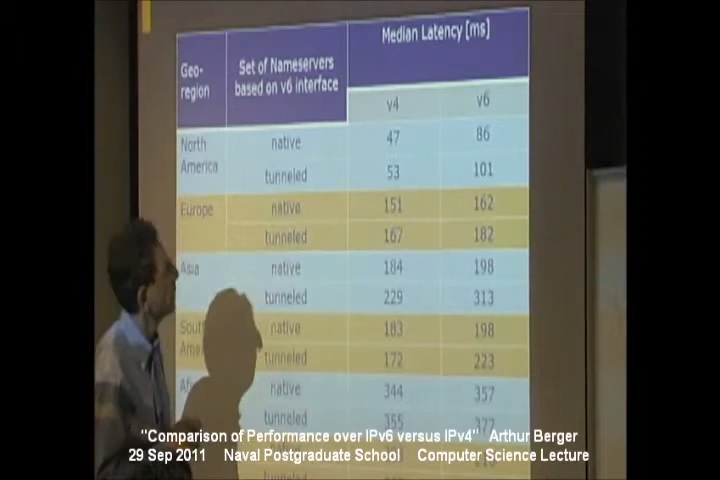 Median Latency [ms]
Geo-region Set of Nameservers based on v6 interface v4 v6
North America native 47 86
tunneled 53 101
Europe native 151 162
tunneled 167 182
Asia native 184 198
tunneled 229 313
native 183 198
tunneled 172 223
native 344 357
tunneled 355 377
"Comparison of Performance over IPv6 versus IPv4" Arthur Berger
29 Sep 2011 Naval Postgraduate School Computer Science Lecture